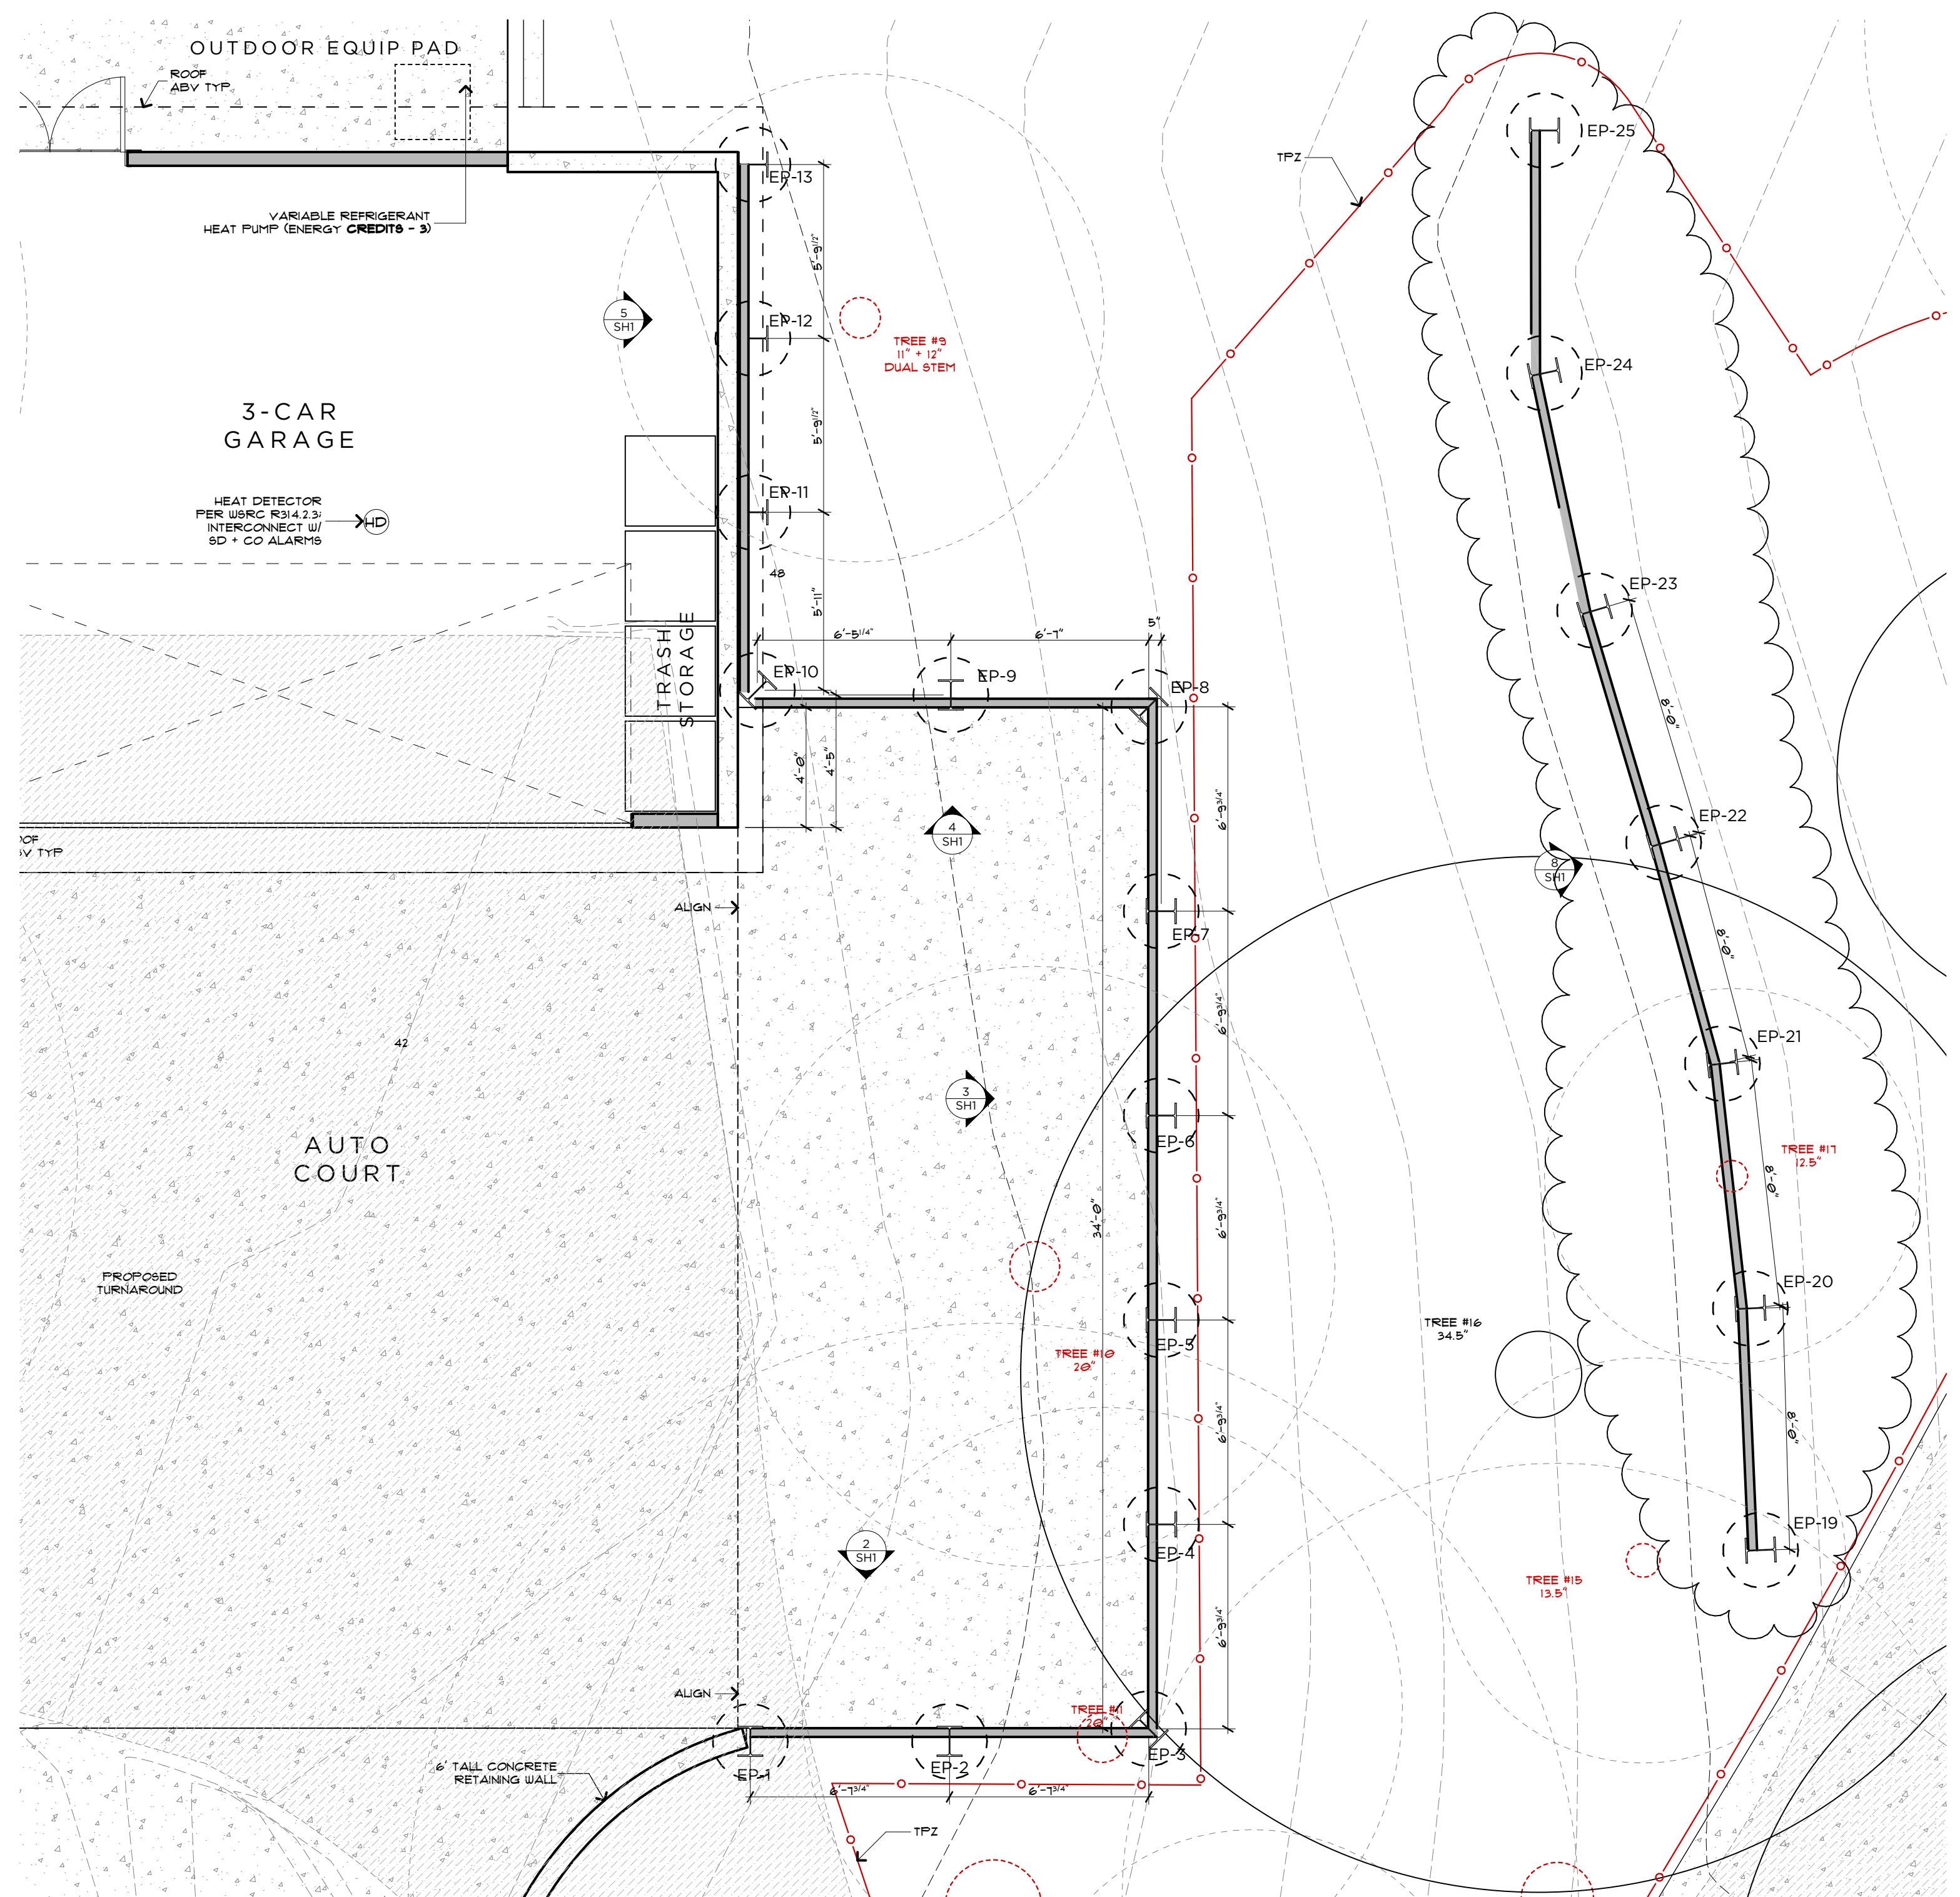 OUTDOOR EQUIP PAD
ROOF
ABV TYP
VARIABLE REFRIGERANT
HEAT PUMP (ENERGY CREDITS - 3)
EP-13
5'-9 1/2"
5
SH1
EP-12
TREE #9
11" + 12"
DUAL STEM
3-CAR
GARAGE
5'-9 1/2"
HEAT DETECTOR
PER WSRC R314.2.3;
INTERCONNECT W/
SD + CO ALARMS
HD
EP-11
48
5'-11"
TRASH
STORAGE
6'-5 1/4"
6'-7"
5"
EP-10
EP-9
EP-8
4'-0"
4'-5"
4
SH1
6'-9 3/4"
OF
V TYP
ALIGN
EP-7
42
6'-9 3/4"
3
SH1
EP-6
AUTO
COURT
34'-0"
6'-9 3/4"
PROPOSED
TURNAROUND
TREE #10
20"
EP-5
6'-9 3/4"
2
SH1
EP-4
6'-9 3/4"
ALIGN
TREE #11
20"
EP-3
EP-1
EP-2
6' TALL CONCRETE
RETAINING WALL
6'-7 3/4"
6'-7 3/4"
TPZ
TPZ
EP-25
EP-24
EP-23
8'-0"
EP-22
8
SH1
8'-0"
EP-21
TREE #17
12.5"
8'-0"
EP-20
TREE #16
34.5"
8'-0"
EP-19
TREE #15
13.5"